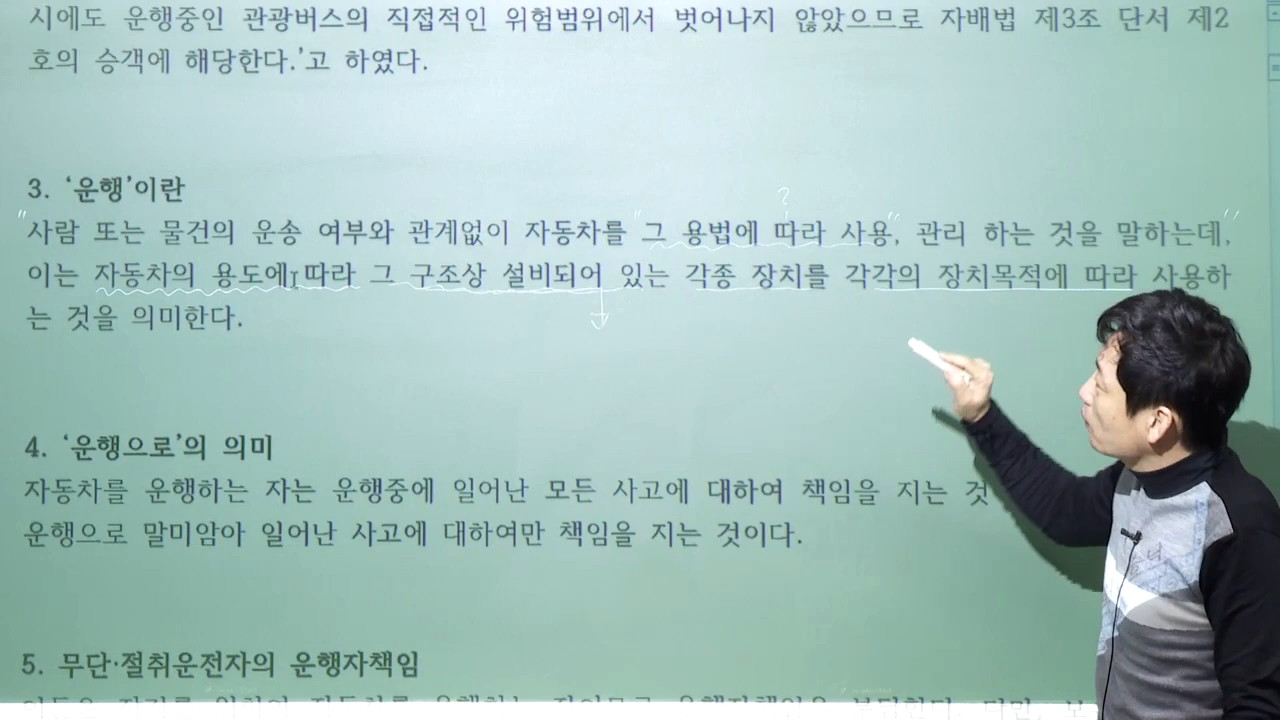 시에도 운행중인 관광버스의 직접적인 위험범위에서 벗어나지 않았으므로 자배법 제3조 단서 제2
호의 승객에 해당한다.'고 하였다.
3. '운행'이란
?
"사람 또는 물건의 운송 여부와 관계없이 자동차를 "그 용법에 따라 사용", 관리 하는 것을 말하는데,"
이는 자동차의 용도에 따라 그 구조상 설비되어 있는 각종 장치를 각각의 장치목적에 따라 사용하
는 것을 의미한다.
4. '운행으로'의 의미
자동차를 운행하는 자는 운행중에 일어난 모든 사고에 대하여 책임을 지는 것
운행으로 말미암아 일어난 사고에 대하여만 책임을 지는 것이다.
5. 무단·절취운전자의 운행자책임